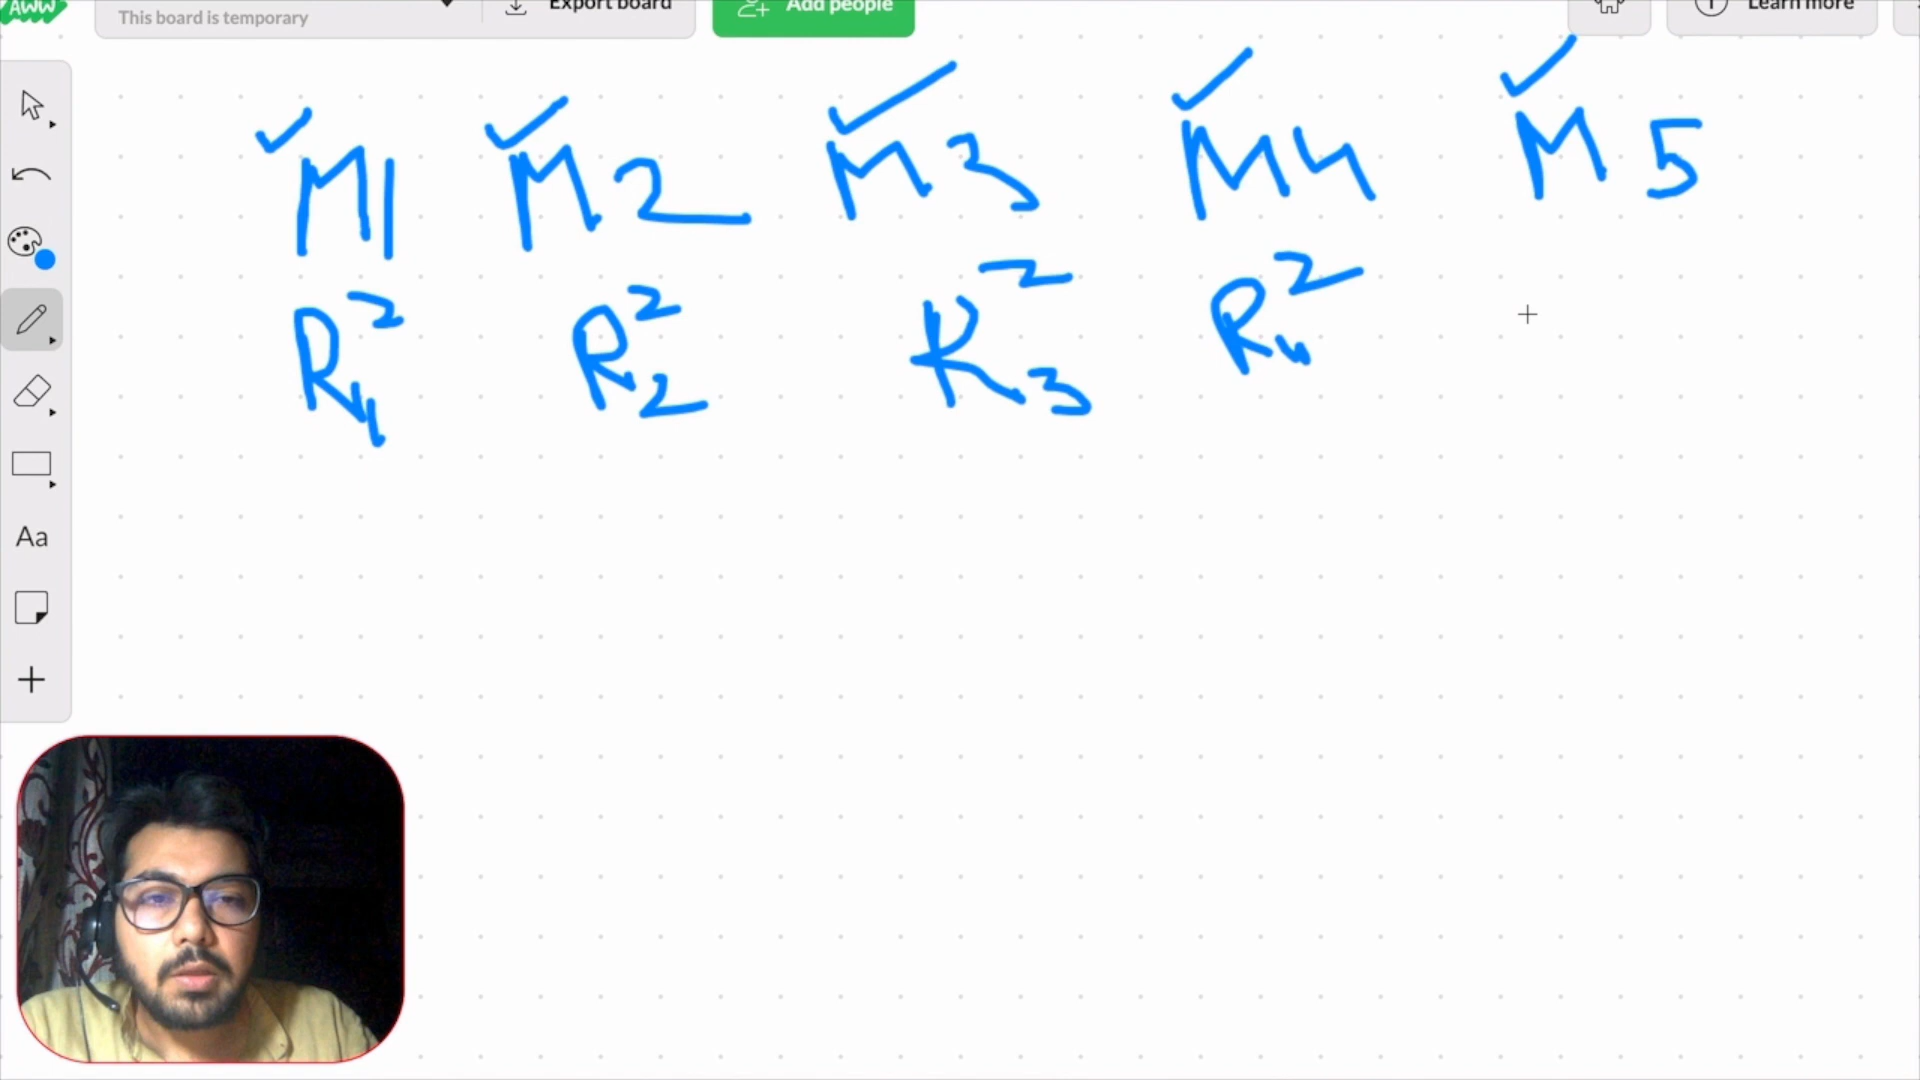 AWW
Export board
Add people
Learn more
This board is temporary
M1 M2 M3 M4 M5
R₁² R₂² R₃² R₄²
Aa